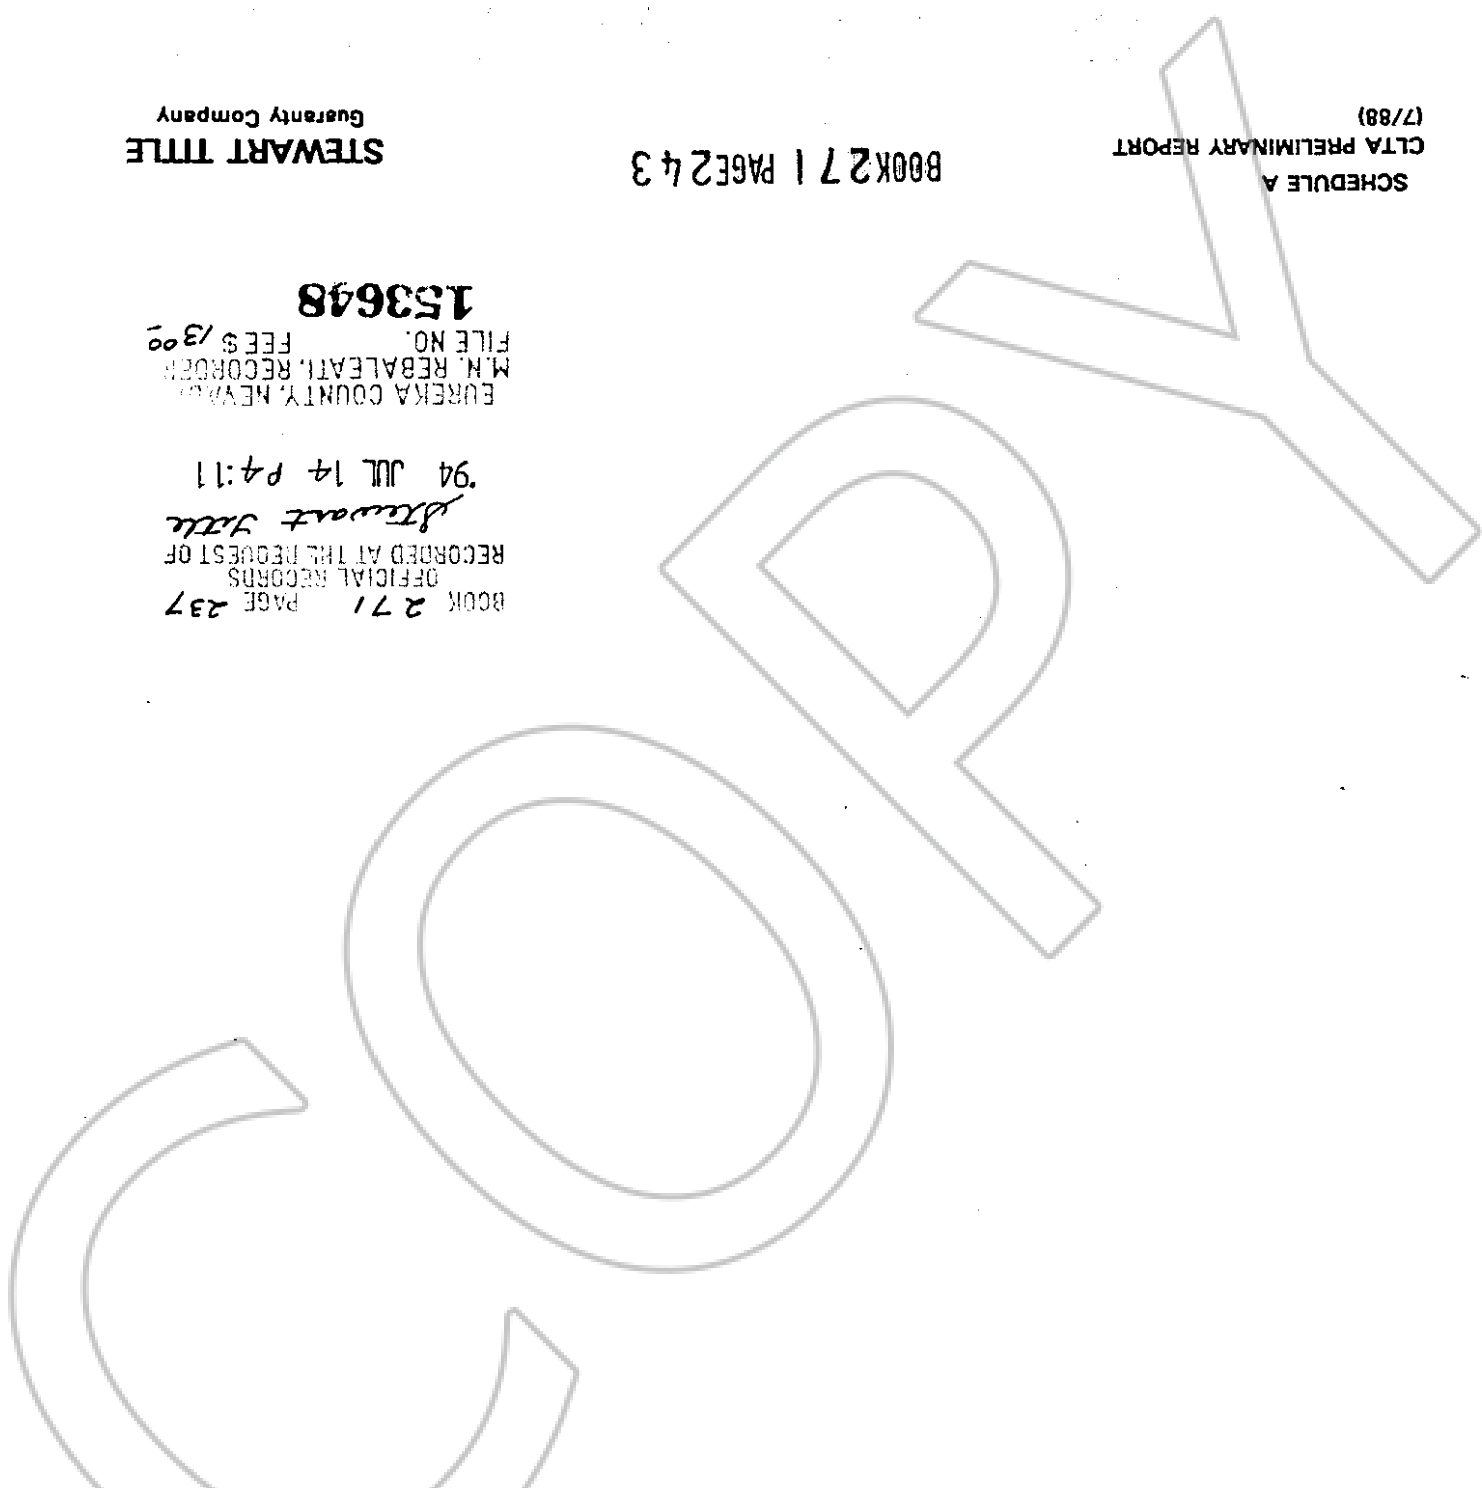 COPY
BOOK 271 PAGE 237
OFFICIAL RECORDS
RECORDED AT THE REQUEST OF
Stewart Title
'94 JUL 14 P4:11
EUREKA COUNTY, NEVADA
M.N. REBALEATI, RECORDER
FILE NO. FEE $ 13.00
153648
SCHEDULE A
CLTA PRELIMINARY REPORT
(7/88)
BOOK271 PAGE243
STEWART TITLE
Guaranty Company